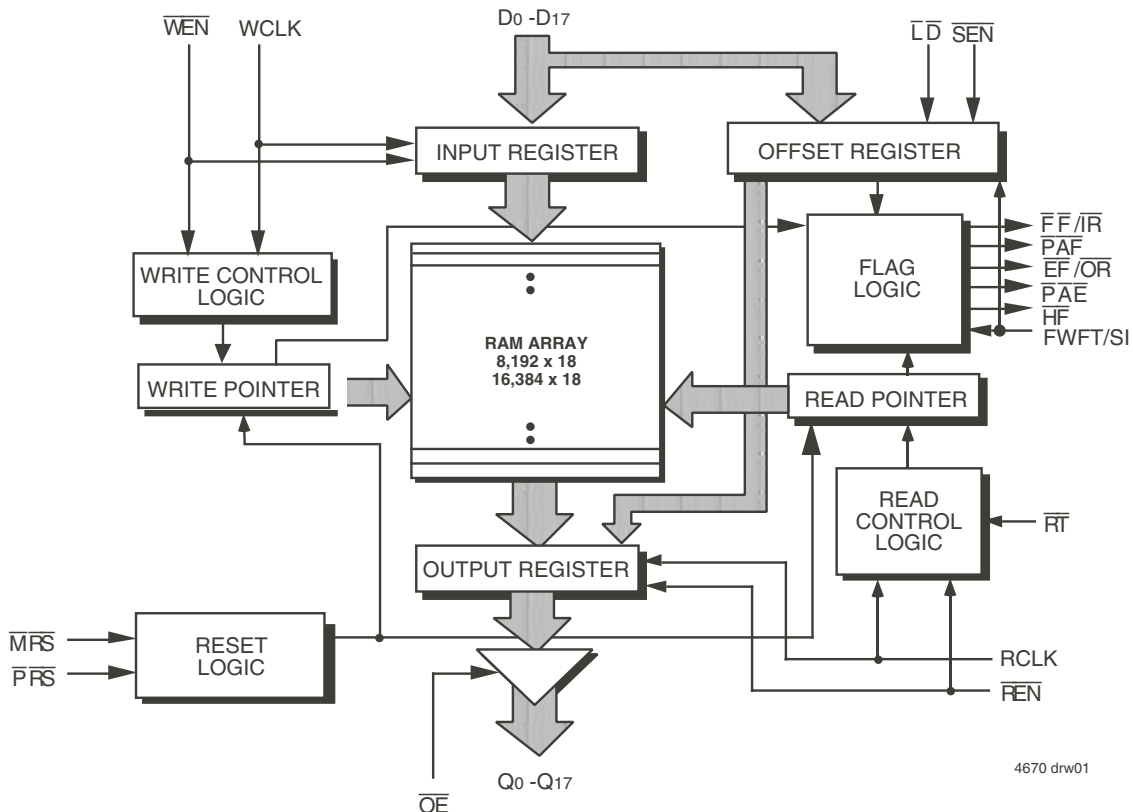 WEN WCLK D0 -D17 LD SEN
INPUT REGISTER
OFFSET REGISTER
WRITE CONTROL
LOGIC
FLAG
LOGIC
FF/IR
PAF
EF/OR
PAE
HF
FWFT/SI
RAM ARRAY
8,192 x 18
16,384 x 18
WRITE POINTER
READ POINTER
READ
CONTROL
LOGIC
RT
OUTPUT REGISTER
MRS
PRS
RESET
LOGIC
RCLK
REN
OE
Q0 -Q17
4670 drw01